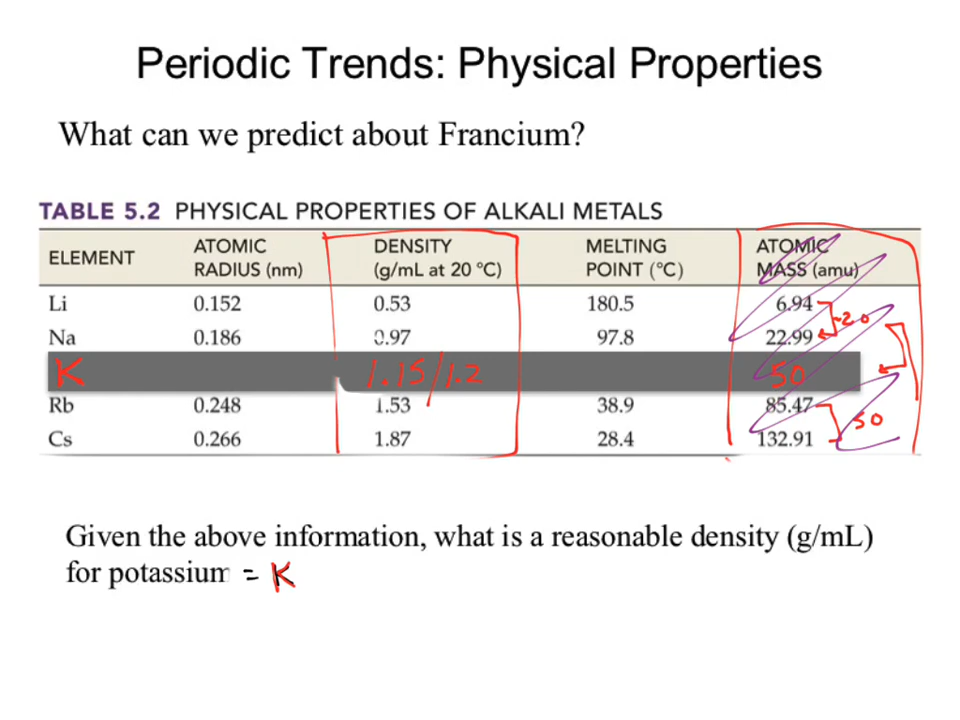 Periodic Trends: Physical Properties
What can we predict about Francium?
TABLE 5.2 PHYSICAL PROPERTIES OF ALKALI METALS
ELEMENT ATOMIC RADIUS (nm) DENSITY (g/mL at 20 °C) MELTING POINT (°C) ATOMIC MASS (amu)
Li 0.152 0.53 180.5 6.94 ~20
Na 0.186 0.97 97.8 22.99
K 1.15/1.2 50
Rb 0.248 1.53 38.9 85.47 50
Cs 0.266 1.87 28.4 132.91
Given the above information, what is a reasonable density (g/mL)
for potassium = K